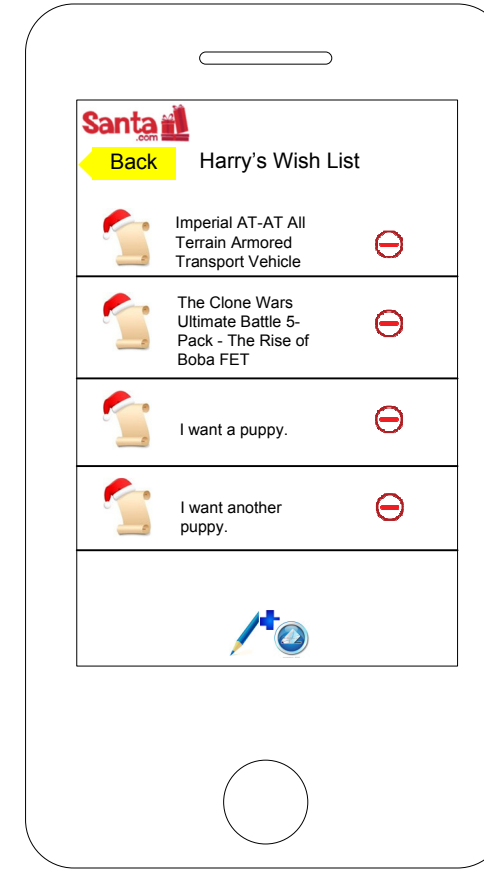 Santa
.com
Back
Harry's Wish List
Imperial AT-AT All
Terrain Armored
Transport Vehicle
The Clone Wars
Ultimate Battle 5-
Pack - The Rise of
Boba FET
I want a puppy.
I want another
puppy.